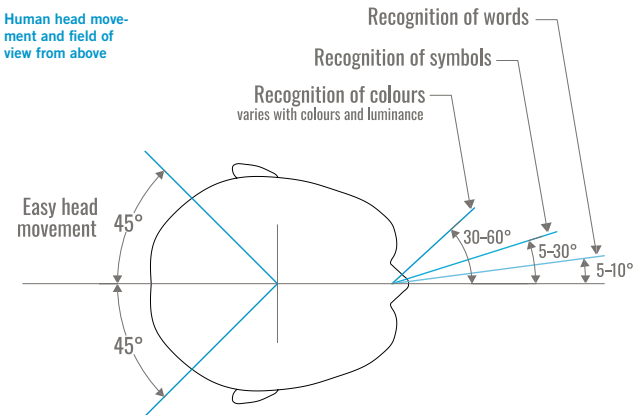 Human head move-
ment and field of
view from above
Recognition of words
Recognition of symbols
Recognition of colours
varies with colours and luminance
Easy head
movement
45°
45°
30–60°
5–30°
5–10°